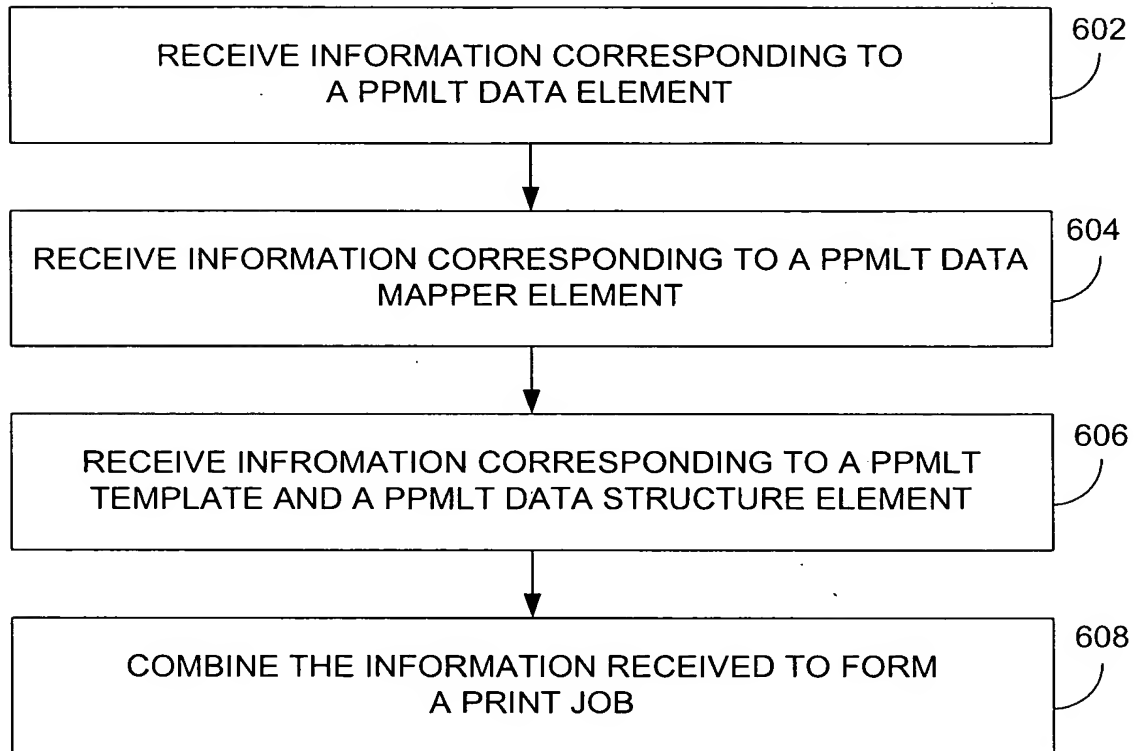 RECEIVE INFORMATION CORRESPONDING TO
A PPMLT DATA ELEMENT
602
RECEIVE INFORMATION CORRESPONDING TO A PPMLT DATA
MAPPER ELEMENT
604
RECEIVE INFROMATION CORRESPONDING TO A PPMLT
TEMPLATE AND A PPMLT DATA STRUCTURE ELEMENT
606
COMBINE THE INFORMATION RECEIVED TO FORM
A PRINT JOB
608